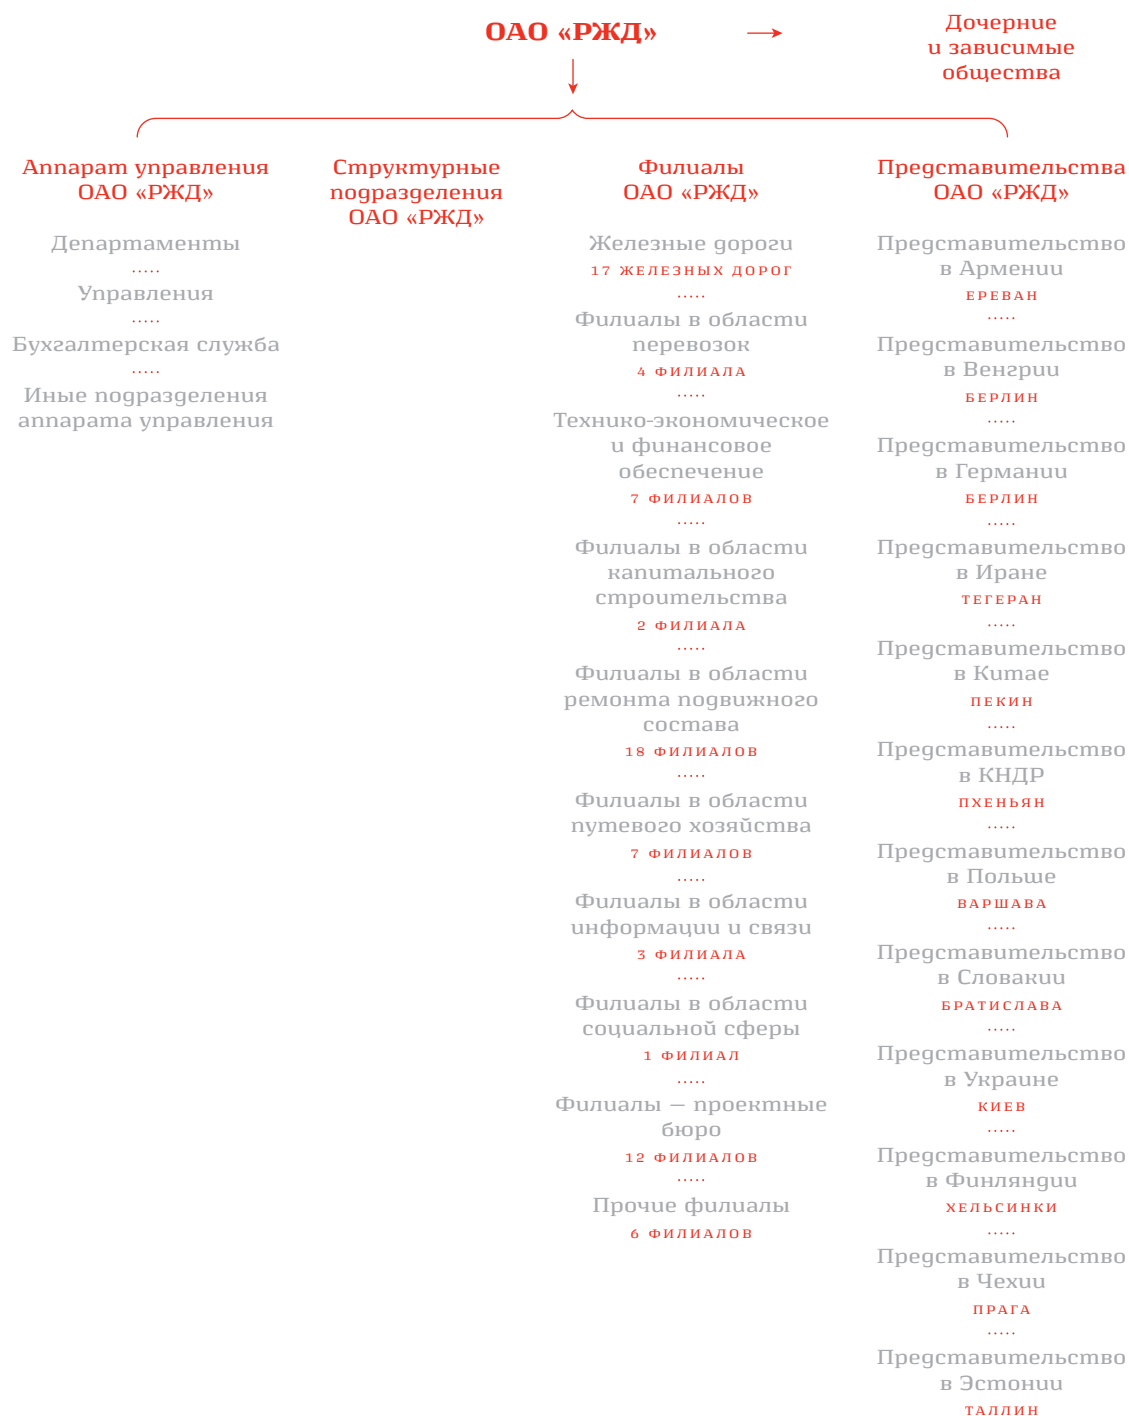 ОАО «РЖД»
Дочерние
и зависимые
общества
Аппарат управления
ОАО «РЖД»
Департаменты
.....
Управления
.....
Бухгалтерская служба
.....
Иные подразделения
аппарата управления
Структурные
подразделения
ОАО «РЖД»
Филиалы
ОАО «РЖД»
Железные дороги
17 ЖЕЛЕЗНЫХ ДОРОГ
.....
Филиалы в области
перевозок
4 ФИЛИАЛА
.....
Технико-экономическое
и финансовое
обеспечение
7 ФИЛИАЛОВ
.....
Филиалы в области
капитального
строительства
2 ФИЛИАЛА
.....
Филиалы в области
ремонта подвижного
состава
18 ФИЛИАЛОВ
.....
Филиалы в области
путевого хозяйства
7 ФИЛИАЛОВ
.....
Филиалы в области
информации и связи
3 ФИЛИАЛА
.....
Филиалы в области
социальной сферы
1 ФИЛИАЛ
.....
Филиалы – проектные
бюро
12 ФИЛИАЛОВ
.....
Прочие филиалы
6 ФИЛИАЛОВ
Представительства
ОАО «РЖД»
Представительство
в Армении
ЕРЕВАН
.....
Представительство
в Венгрии
БЕРЛИН
.....
Представительство
в Германии
БЕРЛИН
.....
Представительство
в Иране
ТЕГЕРАН
.....
Представительство
в Китае
ПЕКИН
.....
Представительство
в КНДР
ПХЕНЬЯН
.....
Представительство
в Польше
ВАРШАВА
.....
Представительство
в Словакии
БРАТИСЛАВА
.....
Представительство
в Украине
КИЕВ
.....
Представительство
в Финляндии
ХЕЛЬСИНКИ
.....
Представительство
в Чехии
ПРАГА
.....
Представительство
в Эстонии
ТАЛЛИН